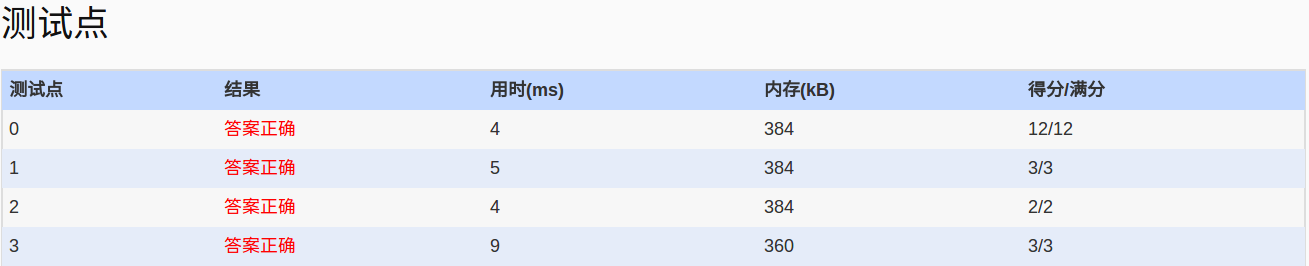 测试点
测试点 结果 用时(ms) 内存(kB) 得分/满分
0 答案正确 4 384 12/12
1 答案正确 5 384 3/3
2 答案正确 4 384 2/2
3 答案正确 9 360 3/3